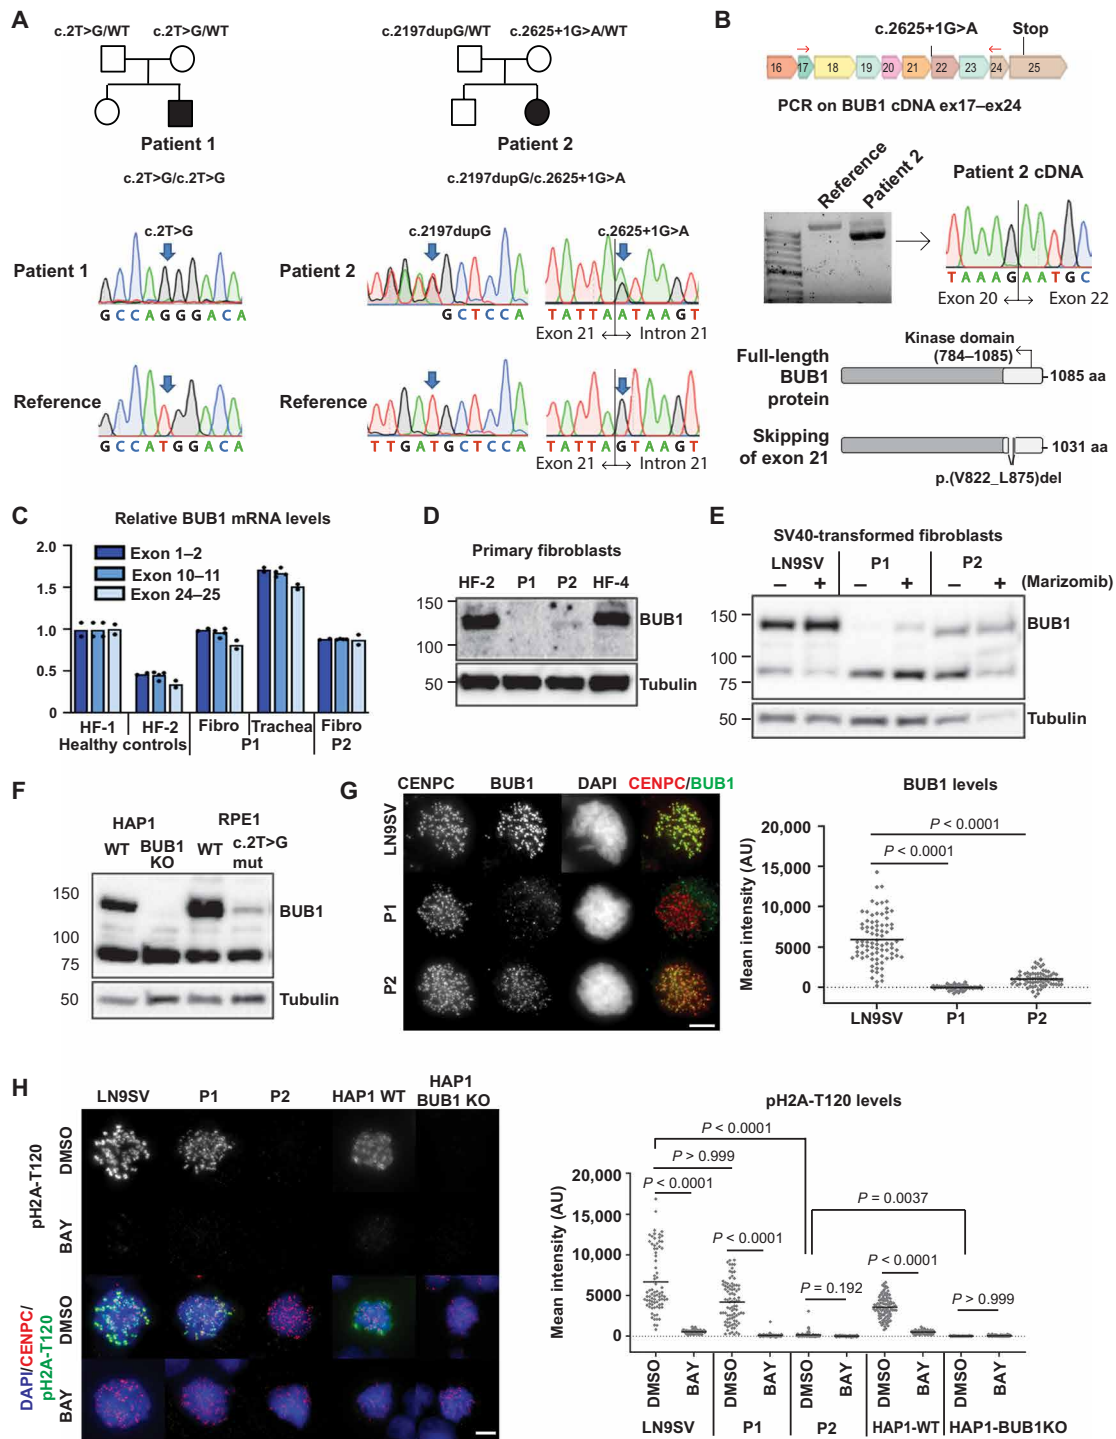 A
c.2T>G/WT c.2T>G/WT
c.2197dupG/WT c.2625+1G>A/WT
Patient 1
Patient 2
c.2T>G/c.2T>G
c.2197dupG/c.2625+1G>A
c.2T>G
c.2197dupG
c.2625+1G>A
Patient 1
Patient 2
G C C A G G G A C A
G C T C C A
T A T T A A T A A G T
Exon 21 Intron 21
Reference
Reference
G C C A T G G A C A
T T G A T G C T C C A
T A T T A G T A A G T
Exon 21 Intron 21
B
c.2625+1G>A Stop
16 17 18 19 20 21 22 23 24 25
PCR on BUB1 cDNA ex17–ex24
Reference
Patient 2
Patient 2 cDNA
T A A A G A A T G C
Exon 20 Exon 22
Kinase domain
(784–1085)
Full-length
BUB1
protein
1085 aa
Skipping
of exon 21
1031 aa
p.(V822_L875)del
C
Relative BUB1 mRNA levels
2.0
1.5
1.0
0.5
0
Exon 1–2
Exon 10–11
Exon 24–25
HF-1 HF-2 Fibro Trachea Fibro
Healthy controls P1 P2
D
Primary fibroblasts
HF-2 P1 P2 HF-4
150
100
50
BUB1
Tubulin
E
SV40-transformed fibroblasts
LN9SV P1 P2
– + – + – + (Marizomib)
150
100
75
50
BUB1
Tubulin
F
HAP1 RPE1
WT BUB1 KO WT c.2T>G mut
150
100
75
50
BUB1
Tubulin
G
CENPC BUB1 DAPI CENPC/BUB1
LN9SV
P1
P2
BUB1 levels
P < 0.0001
P < 0.0001
Mean intensity (AU)
20,000
15,000
10,000
5000
0
LN9SV P1 P2
H
LN9SV P1 P2 HAP1 WT HAP1 BUB1 KO
pH2A-T120
DMSO
BAY
DAPI/CENPC/
pH2A-T120
DMSO
BAY
pH2A-T120 levels
P < 0.0001
P > 0.999
P < 0.0001
P = 0.0037
P < 0.0001
P < 0.0001
P = 0.192
P > 0.999
Mean intensity (AU)
20,000
15,000
10,000
5000
0
DMSO BAY DMSO BAY DMSO BAY DMSO BAY DMSO BAY
LN9SV P1 P2 HAP1-WT HAP1-BUB1KO